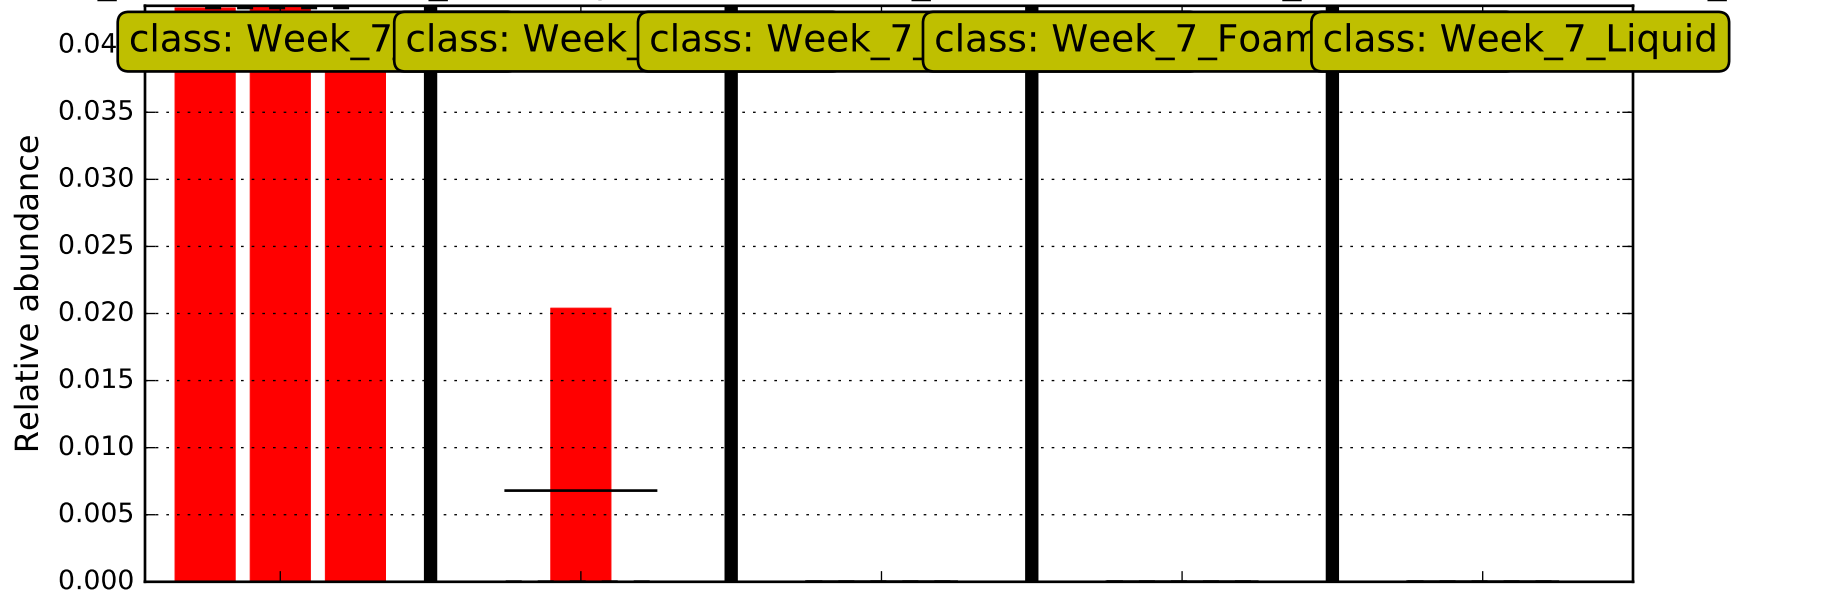 0.04
class: Week_7
class: Week_
class: Week_7_
class: Week_7_Foam
class: Week_7_Liquid
0.035
0.030
0.025
0.020
0.015
0.010
0.005
0.000
Relative abundance